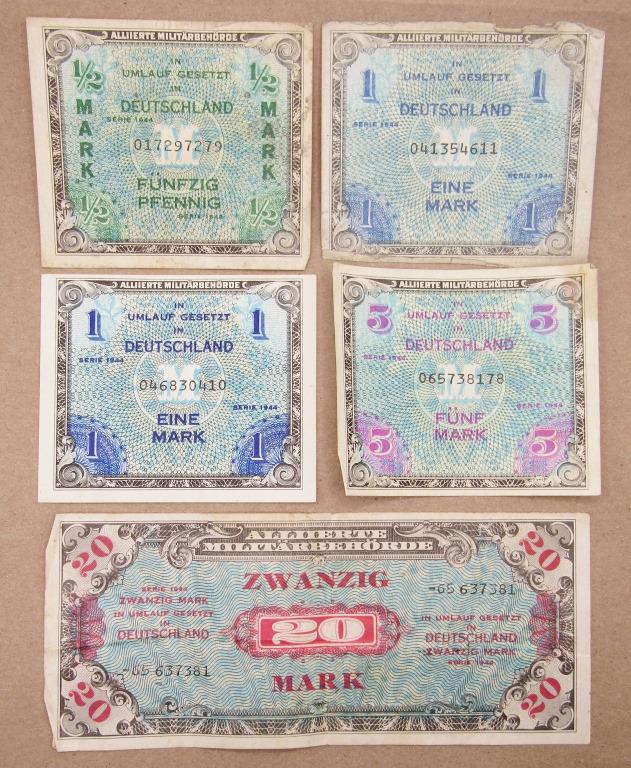 ALLIIERTE MILITÄRBEHÖRDE
1/2 1/2
IN
UMLAUF GESETZT
IN
DEUTSCHLAND
SERIE 1944
MARK MARK
M
017297279
FÜNFZIG
PFENNIG
SERIE 1944
1/2 1/2
ALLIIERTE MILITÄRBEHÖRDE
1 1
IN
UMLAUF GESETZT
IN
DEUTSCHLAND
SERIE 1944
M
041354611
SERIE 1944
EINE
MARK
1 1
ALLIIERTE MILITÄRBEHÖRDE
1 1
IN
UMLAUF GESETZT
IN
DEUTSCHLAND
SERIE 1944
M
046830410
SERIE 1944
EINE
MARK
1 1
ALLIIERTE MILITÄRBEHÖRDE
5 5
IN
UMLAUF GESETZT
IN
DEUTSCHLAND
SERIE 1944
M
065738178
SERIE 1944
FÜNF
MARK
5 5
ALLIIERTE
MILITÄRBEHÖRDE
20 20
ZWANZIG
-65 637381
SERIE 1944
ZWANZIG MARK
IN UMLAUF GESETZT
IN
DEUTSCHLAND
20
IN UMLAUF GESETZT
IN
DEUTSCHLAND
ZWANZIG MARK
SERIE 1944
-65 637381
MARK
20 20